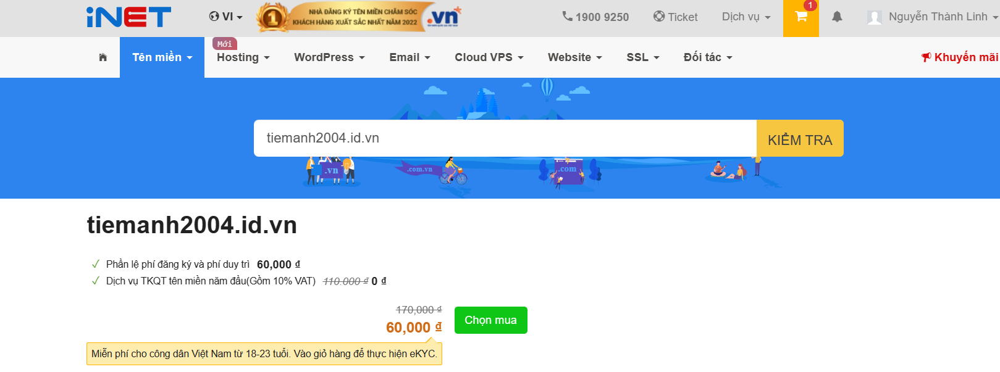 iNET
VI
1
NHÀ ĐĂNG KÝ TÊN MIỀN CHĂM SÓC
KHÁCH HÀNG XUẤT SẮC NHẤT NĂM 2022
.vn
1900 9250
Ticket
Dịch vụ
1
Nguyễn Thành Linh
Tên miền
Mới
Hosting
WordPress
Email
Cloud VPS
Website
SSL
Đối tác
Khuyến mãi
tiemanh2004.id.vn
KIỂM TRA
.vn
.com.vn
.com
tiemanh2004.id.vn
Phần lệ phí đăng ký và phí duy trì 60,000 ₫
Dịch vụ TKQT tên miền năm đầu(Gồm 10% VAT) 110.000 ₫ 0 ₫
170,000 ₫
60,000 ₫
Chọn mua
Miễn phí cho công dân Việt Nam từ 18-23 tuổi. Vào giỏ hàng để thực hiện eKYC.